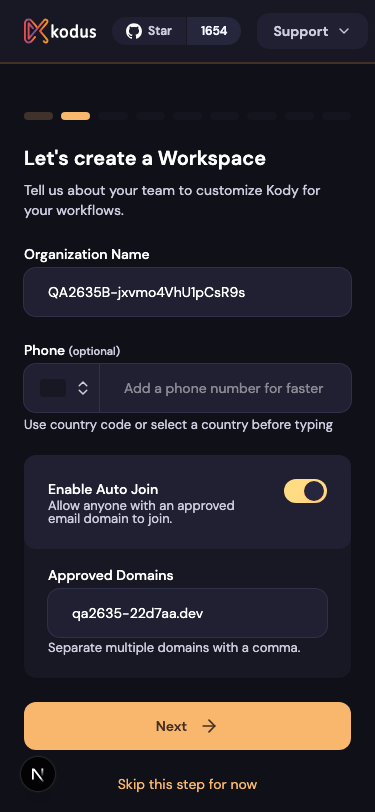 kodus
Star 1654
Support
Let's create a Workspace
Tell us about your team to customize Kody for
your workflows.
Organization Name
QA2635B-jxvmo4VhU1pCsR9s
Phone (optional)
Add a phone number for faster
Use country code or select a country before typing
Enable Auto Join
Allow anyone with an approved
email domain to join.
Approved Domains
qa2635-22d7aa.dev
Separate multiple domains with a comma.
Next
N
Skip this step for now